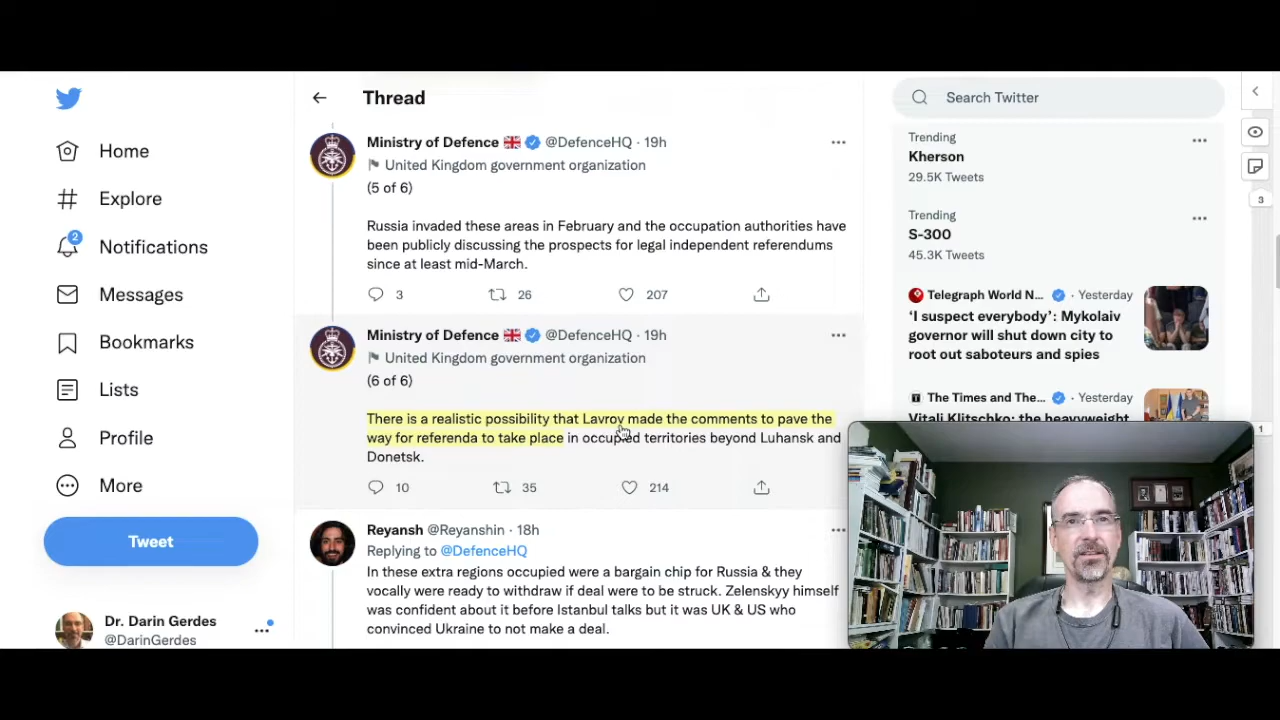 Home
Explore
2
Notifications
Messages
Bookmarks
Lists
Profile
More
Tweet
Dr. Darin Gerdes
@DarinGerdes
Thread
Ministry of Defence @DefenceHQ · 19h
United Kingdom government organization
(5 of 6)
Russia invaded these areas in February and the occupation authorities have
been publicly discussing the prospects for legal independent referendums
since at least mid-March.
3 26 207
Ministry of Defence @DefenceHQ · 19h
United Kingdom government organization
(6 of 6)
There is a realistic possibility that Lavrov made the comments to pave the
way for referenda to take place in occupied territories beyond Luhansk and
Donetsk.
10 35 214
Reyansh @Reyanshin · 18h
Replying to @DefenceHQ
In these extra regions occupied were a bargain chip for Russia & they
vocally were ready to withdraw if deal were to be struck. Zelenskyy himself
was confident about it before Istanbul talks but it was UK & US who
convinced Ukraine to not make a deal.
Search Twitter
Trending
Kherson
29.5K Tweets
Trending
S-300
45.3K Tweets
Telegraph World N... · Yesterday
‘I suspect everybody’: Mykolaiv
governor will shut down city to
root out saboteurs and spies
The Times and The... · Yesterday
Vitali Klitschko: the heavyweight
3
1